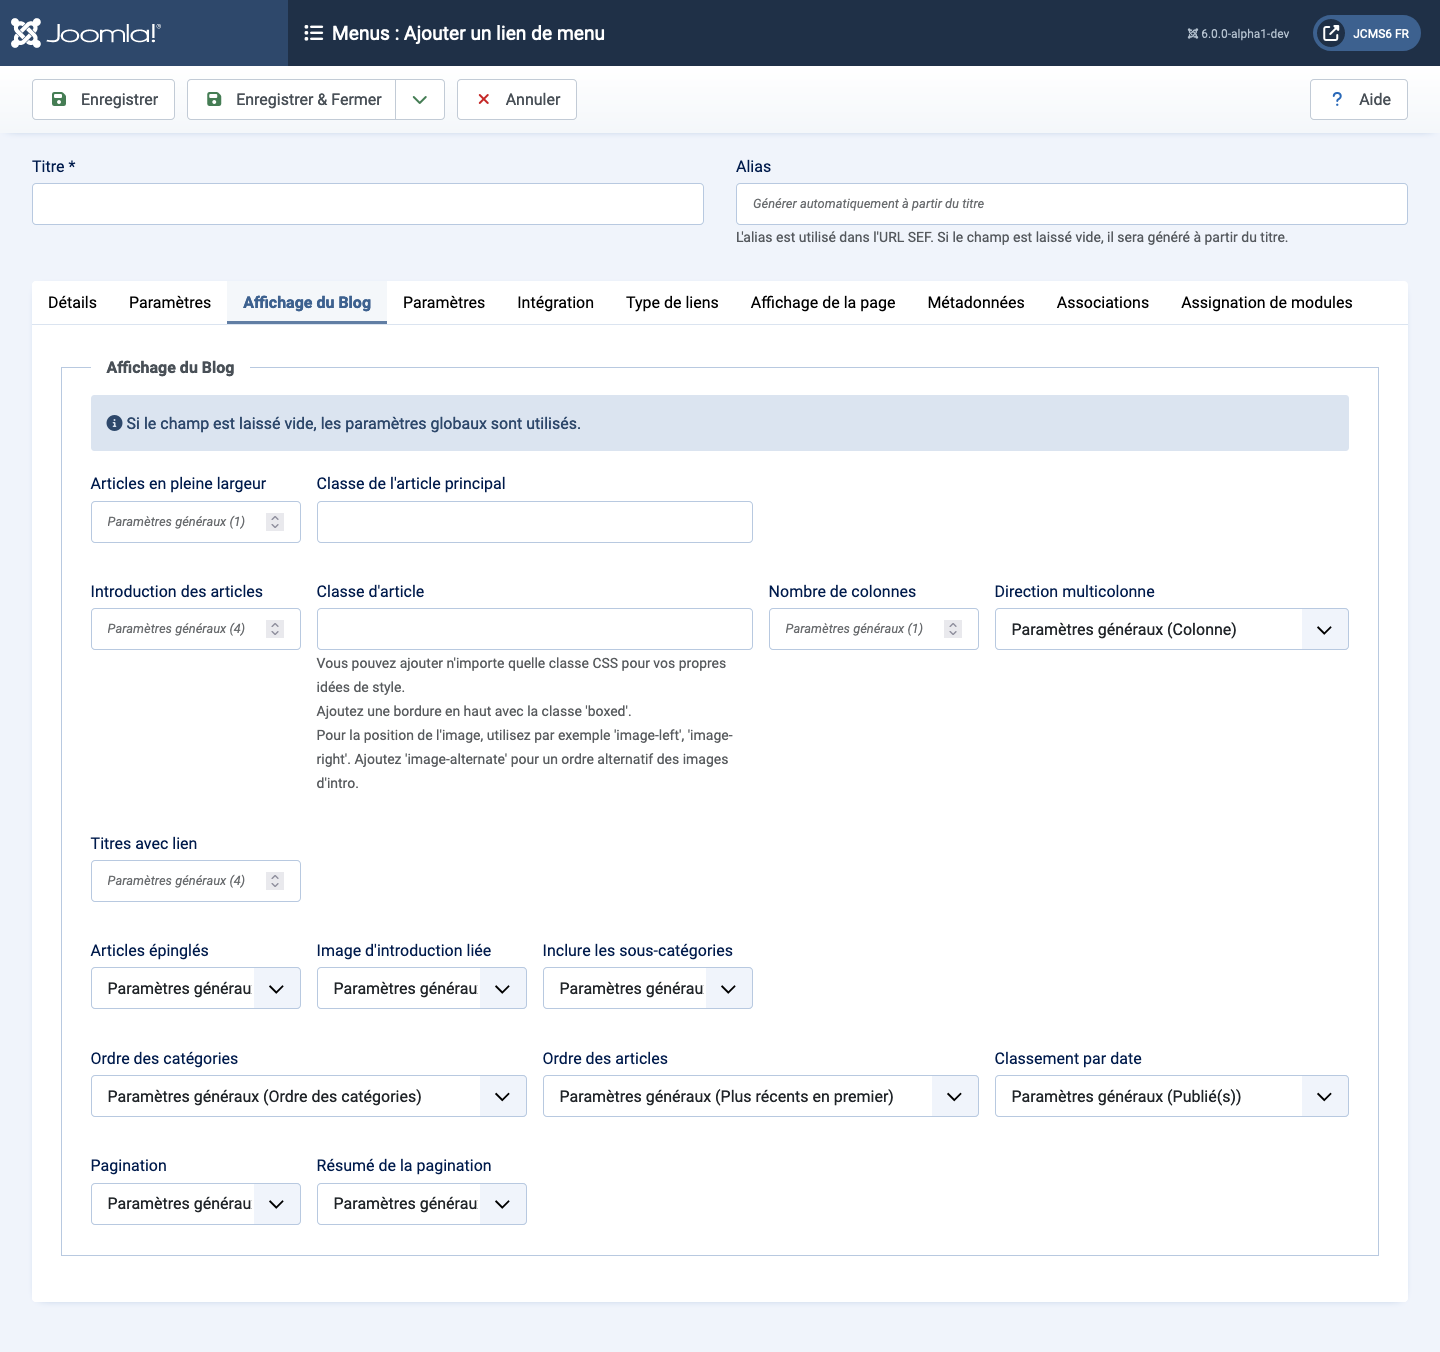 Joomla!®
Menus : Ajouter un lien de menu
6.0.0-alpha1-dev
JCMS6 FR
Enregistrer
Enregistrer & Fermer
Annuler
? Aide
Titre *
Alias
Générer automatiquement à partir du titre
L'alias est utilisé dans l'URL SEF. Si le champ est laissé vide, il sera généré à partir du titre.
Détails Paramètres Affichage du Blog Paramètres Intégration Type de liens Affichage de la page Métadonnées Associations Assignation de modules
Affichage du Blog
Si le champ est laissé vide, les paramètres globaux sont utilisés.
Articles en pleine largeur
Classe de l'article principal
Paramètres généraux (1)
Introduction des articles
Classe d'article
Nombre de colonnes
Direction multicolonne
Paramètres généraux (4)
Paramètres généraux (1)
Paramètres généraux (Colonne)
Vous pouvez ajouter n'importe quelle classe CSS pour vos propres
idées de style.
Ajoutez une bordure en haut avec la classe 'boxed'.
Pour la position de l'image, utilisez par exemple 'image-left', 'image-
right'. Ajoutez 'image-alternate' pour un ordre alternatif des images
d'intro.
Titres avec lien
Paramètres généraux (4)
Articles épinglés
Image d'introduction liée
Inclure les sous-catégories
Paramètres générau
Paramètres générau
Paramètres générau
Ordre des catégories
Ordre des articles
Classement par date
Paramètres généraux (Ordre des catégories)
Paramètres généraux (Plus récents en premier)
Paramètres généraux (Publié(s))
Pagination
Résumé de la pagination
Paramètres générau
Paramètres générau